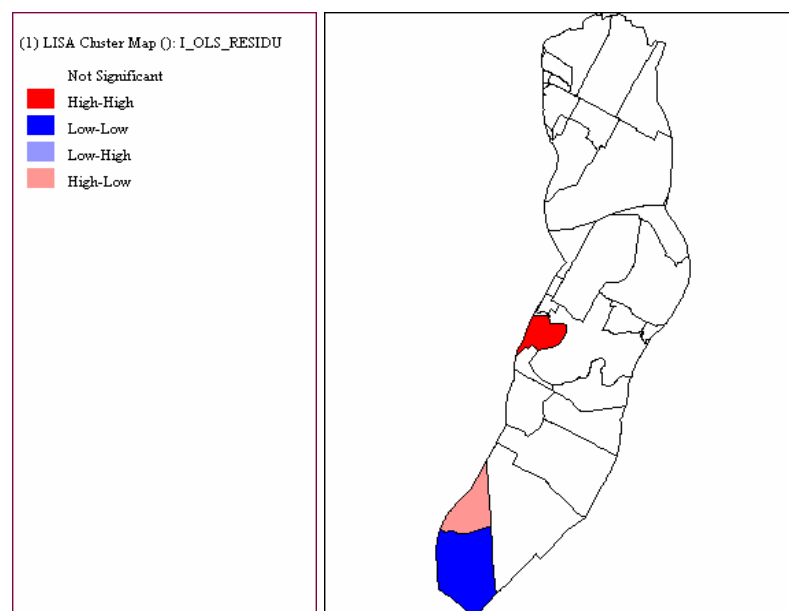 (1) LISA Cluster Map (): I_OLS_RESIDU
Not Significant
High-High
Low-Low
Low-High
High-Low